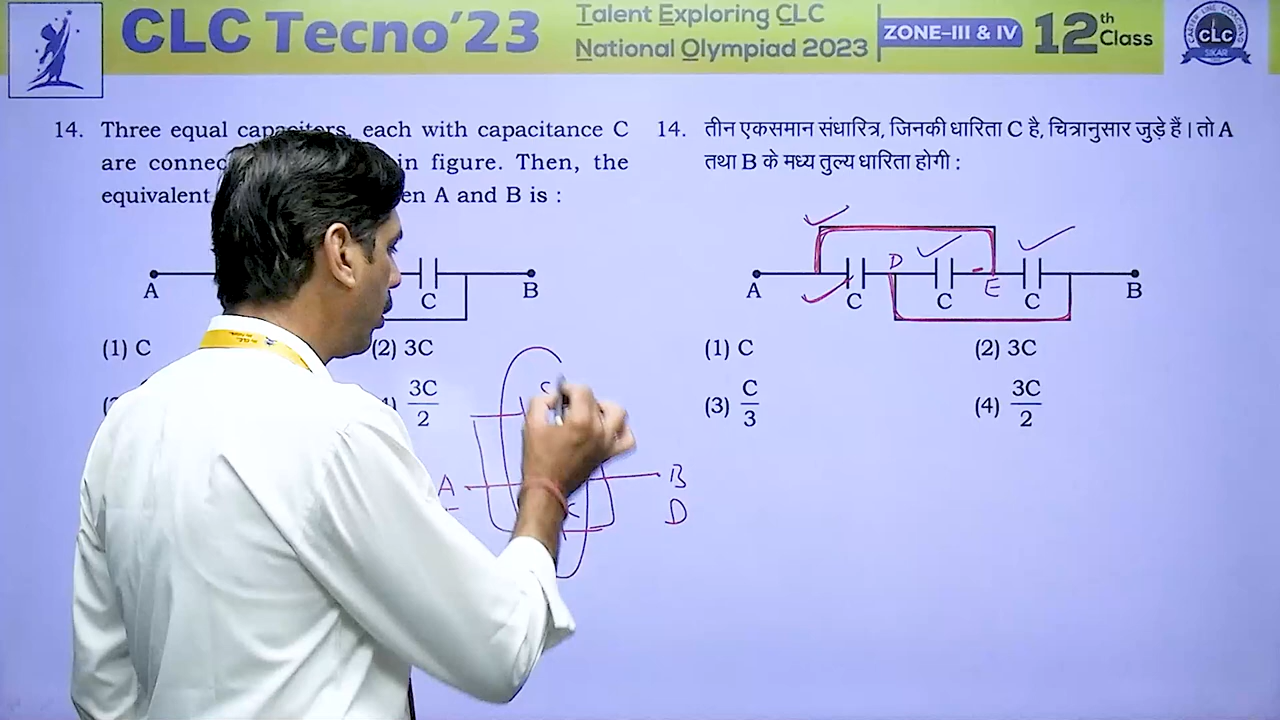 CLC Tecno'23
Talent Exploring CLC
National Olympiad 2023
ZONE–III & IV
12th Class
CLC
SIKAR
14. Three equal capacitors, each with capacitance C
are in figure. Then, the
equivalent A and B is :
A
C
B
(1) C
(2) 3C
3C
2
A
B
D
14. तीन एकसमान संधारित्र, जिनकी धारिता C है, चित्रानुसार जुड़े हैं। तो A
तथा B के मध्य तुल्य धारिता होगी :
D
E
A
C
C
C
B
(1) C
(2) 3C
(3) C/3
(4) 3C/2